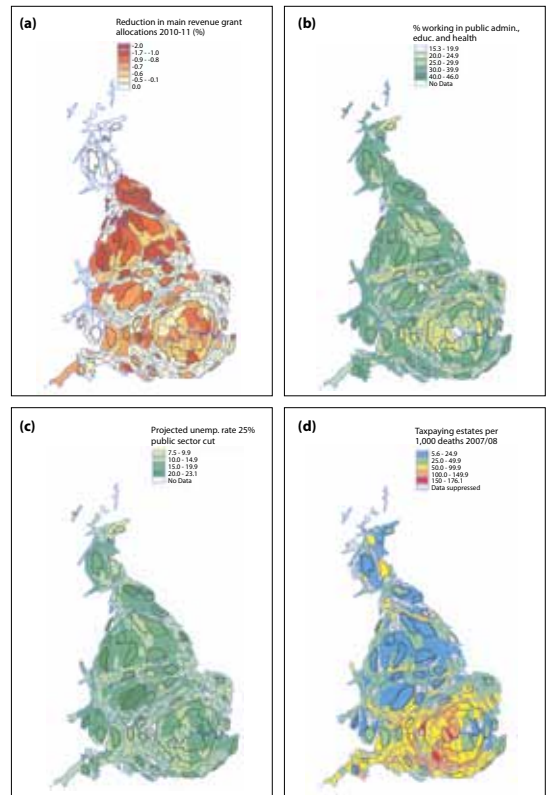 (a)
Reduction in main revenue grant
allocations 2010-11 (%)
-2.0
-1.7 - -1.0
-0.9 - -0.8
-0.7
-0.6
-0.5 - -0.1
0.0
(b)
% working in public admin.,
educ. and health
15.3 - 19.9
20.0 - 24.9
25.0 - 29.9
30.0 - 39.9
40.0 - 46.0
No Data
(c)
Projected unemp. rate 25%
public sector cut
7.5 - 9.9
10.0 - 14.9
15.0 - 19.9
20.0 - 23.1
No Data
(d)
Taxpaying estates per
1,000 deaths 2007/08
5.6 - 24.9
25.0 - 49.9
50.0 - 99.9
100.0 - 149.9
150 - 176.1
Data suppressed